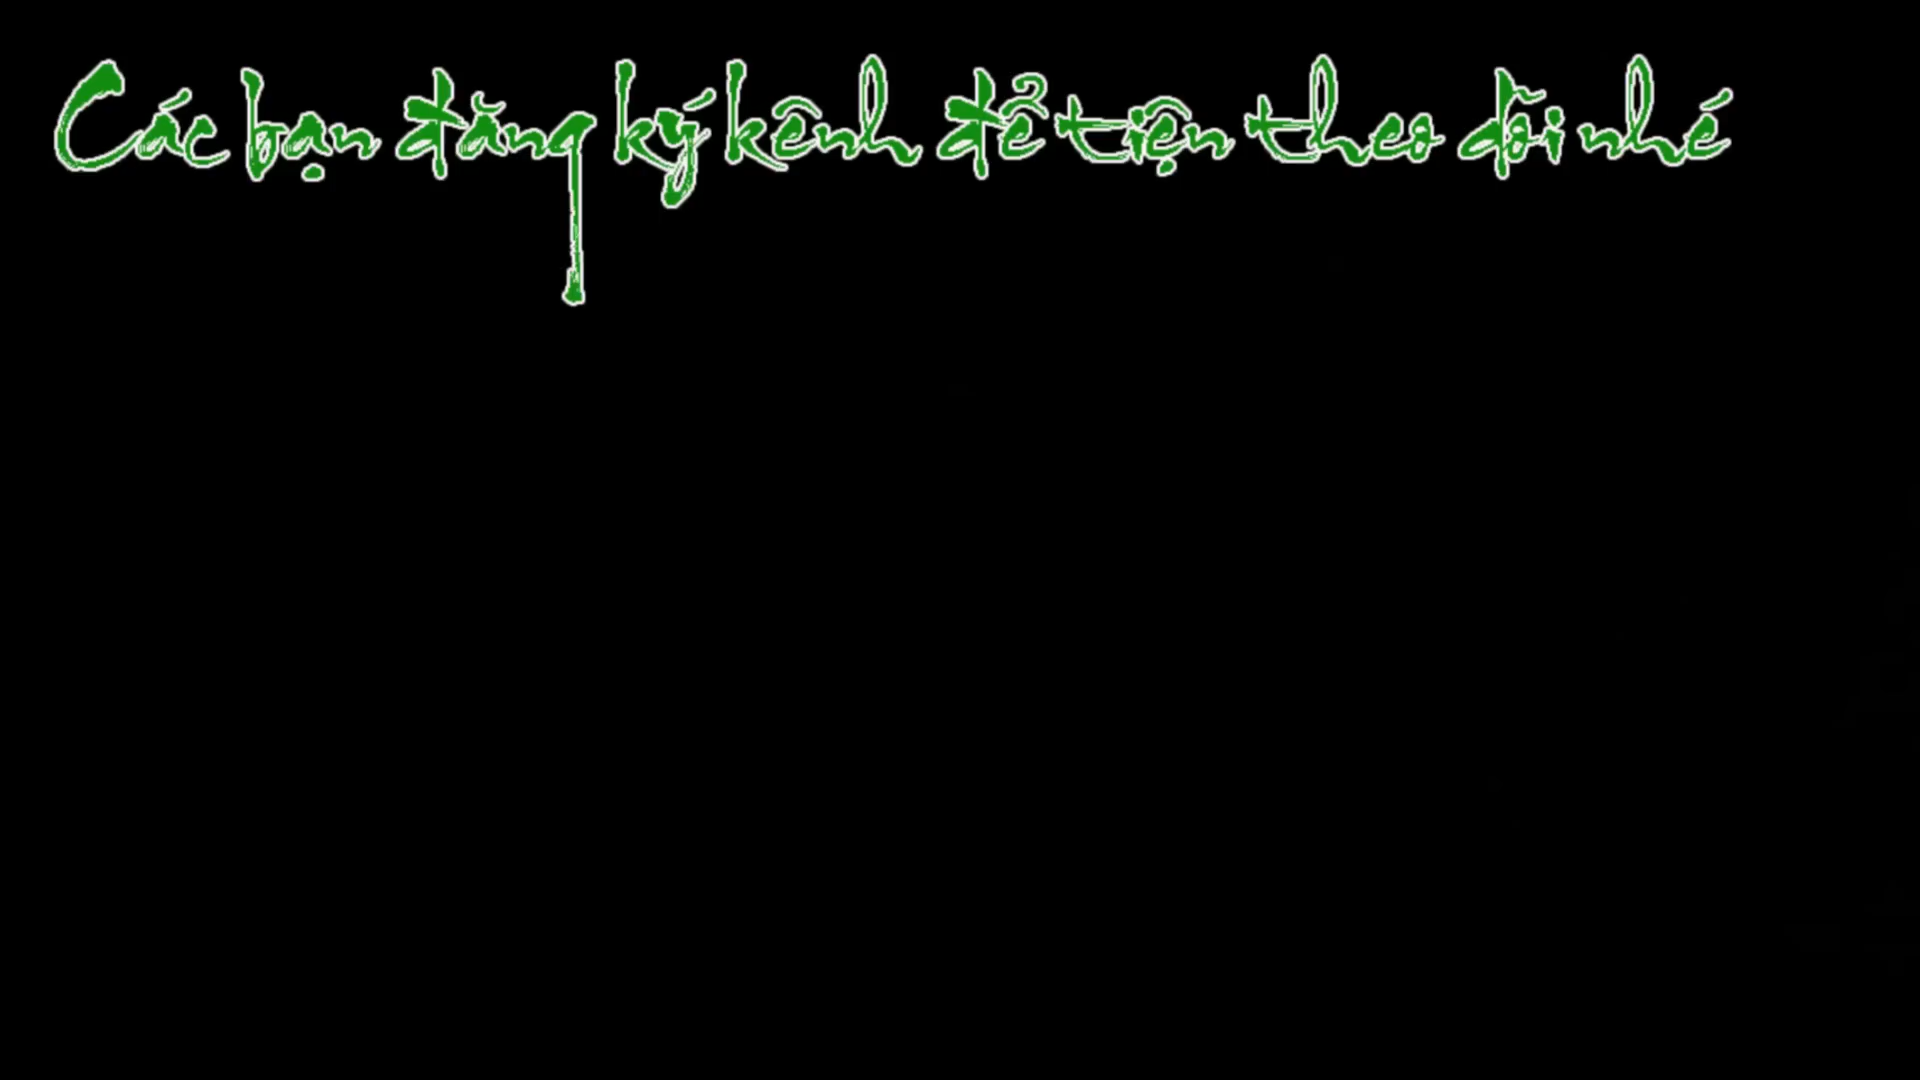 Các bạn đăng ký kênh để tiện theo dõi nhé